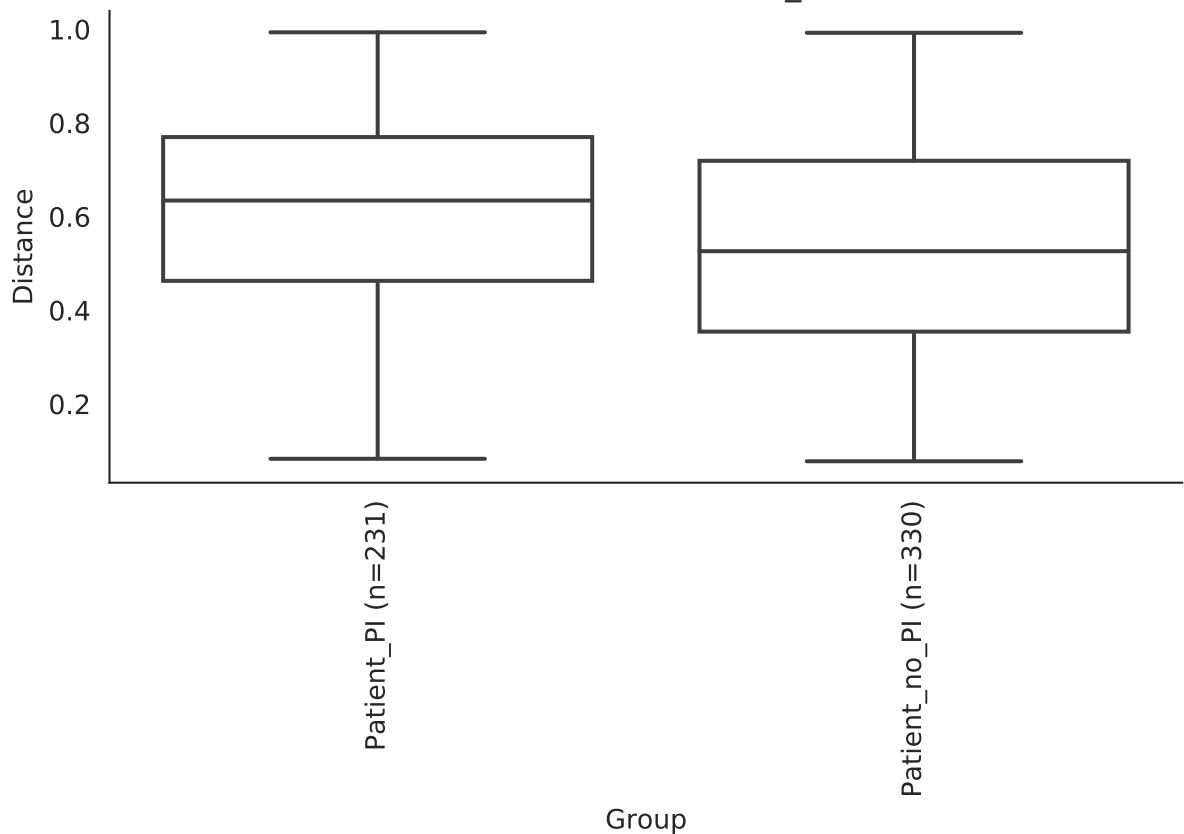 1.0
0.8
0.6
0.4
0.2
Distance
Patient_PI (n=231)
Patient_no_PI (n=330)
Group